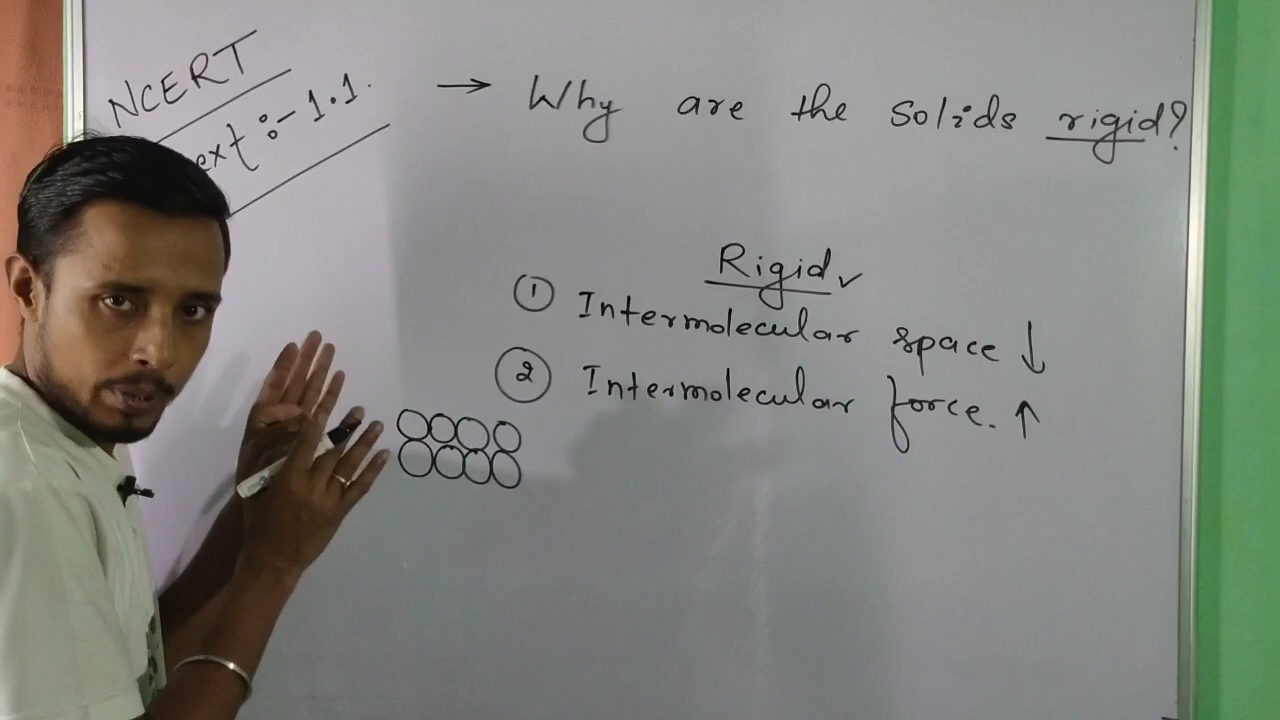 NCERT
ext :- 1.1.
→ Why are the Solids rigid?
Rigid ✓
① Intermolecular space ↓
② Intermolecular force. ↑